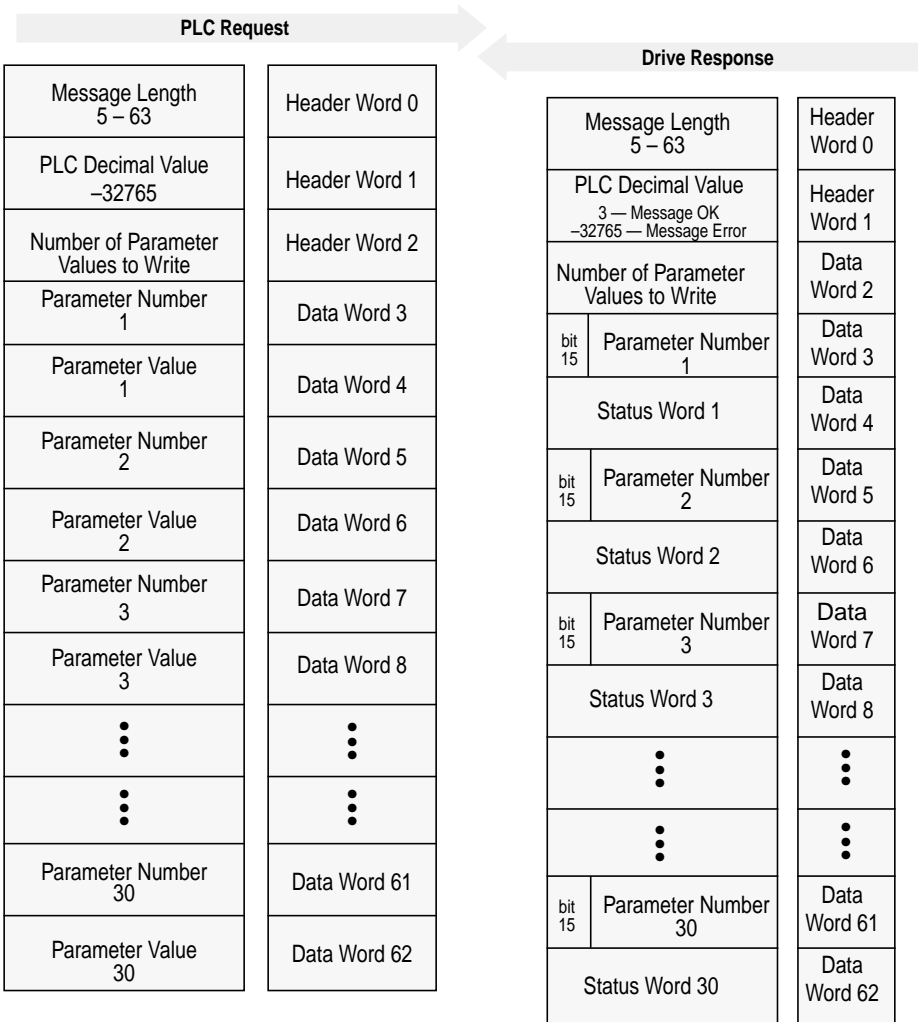 PLC Request
Drive Response
Message Length
5 – 63
Header Word 0
PLC Decimal Value
–32765
Header Word 1
Number of Parameter
Values to Write
Header Word 2
Parameter Number
1
Data Word 3
Parameter Value
1
Data Word 4
Parameter Number
2
Data Word 5
Parameter Value
2
Data Word 6
Parameter Number
3
Data Word 7
Parameter Value
3
Data Word 8
Parameter Number
30
Data Word 61
Parameter Value
30
Data Word 62
Message Length
5 – 63
Header
Word 0
PLC Decimal Value
3 — Message OK
–32765 — Message Error
Header
Word 1
Number of Parameter
Values to Write
Data
Word 2
bit
15
Parameter Number
1
Data
Word 3
Status Word 1
Data
Word 4
bit
15
Parameter Number
2
Data
Word 5
Status Word 2
Data
Word 6
bit
15
Parameter Number
3
Data
Word 7
Status Word 3
Data
Word 8
bit
15
Parameter Number
30
Data
Word 61
Status Word 30
Data
Word 62